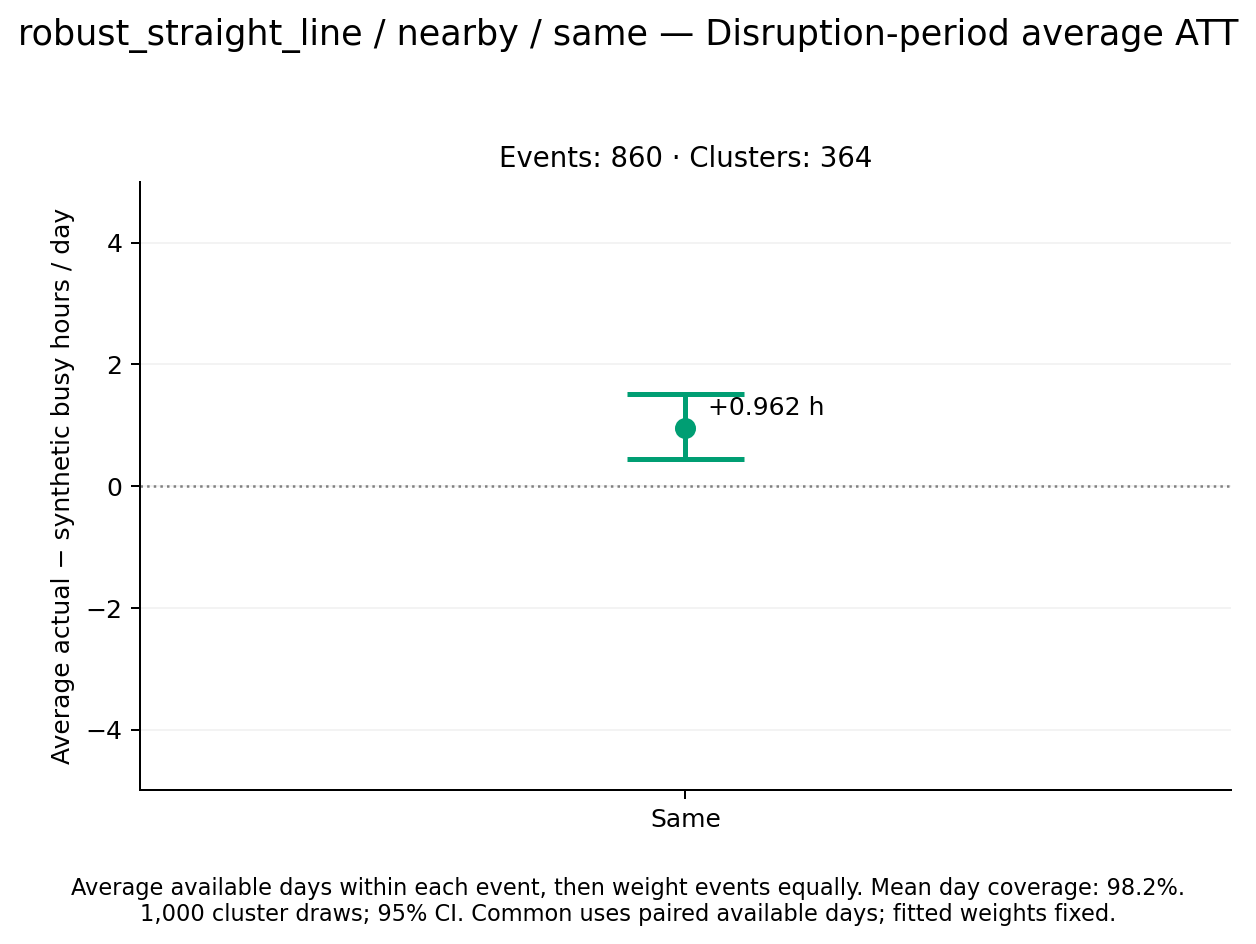 robust_straight_line / nearby / same — Disruption-period average ATT
Events: 860 · Clusters: 364
Average actual − synthetic busy hours / day
4
2
0
−2
−4
+0.962 h
Same
Average available days within each event, then weight events equally. Mean day coverage: 98.2%.
1,000 cluster draws; 95% CI. Common uses paired available days; fitted weights fixed.